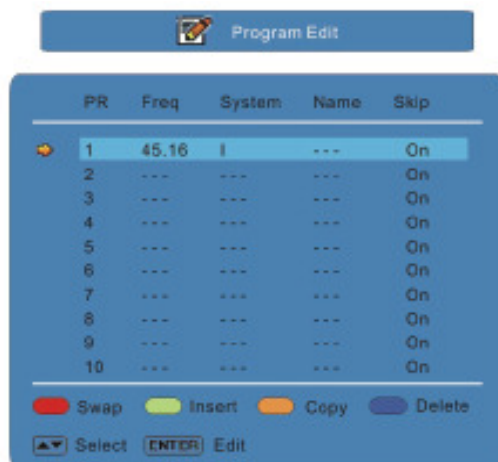 Program Edit
PR Freq System Name Skip
1 45.16 I --- On
2 --- --- --- On
3 --- --- --- On
4 --- --- --- On
5 --- --- --- On
6 --- --- --- On
7 --- --- --- On
8 --- --- --- On
9 --- --- --- On
10 --- --- --- On
Swap Insert Copy Delete
Select ENTER Edit